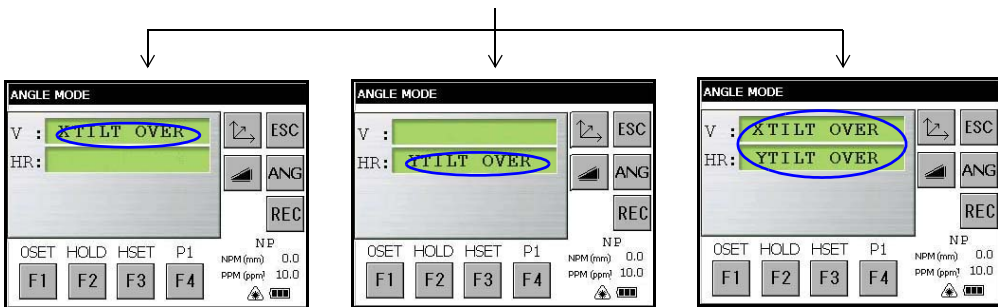 ANGLE MODE
V : XTILT OVER
HR:
ESC
ANG
REC
0SET HOLD HSET P1
F1 F2 F3 F4
NP
NPM (mm) 0.0
PPM (ppm) 10.0
ANGLE MODE
V :
HR: YTILT OVER
ESC
ANG
REC
0SET HOLD HSET P1
F1 F2 F3 F4
NP
NPM (mm) 0.0
PPM (ppm) 10.0
ANGLE MODE
V : XTILT OVER
HR: YTILT OVER
ESC
ANG
REC
0SET HOLD HSET P1
F1 F2 F3 F4
NP
NPM (mm) 0.0
PPM (ppm) 10.0